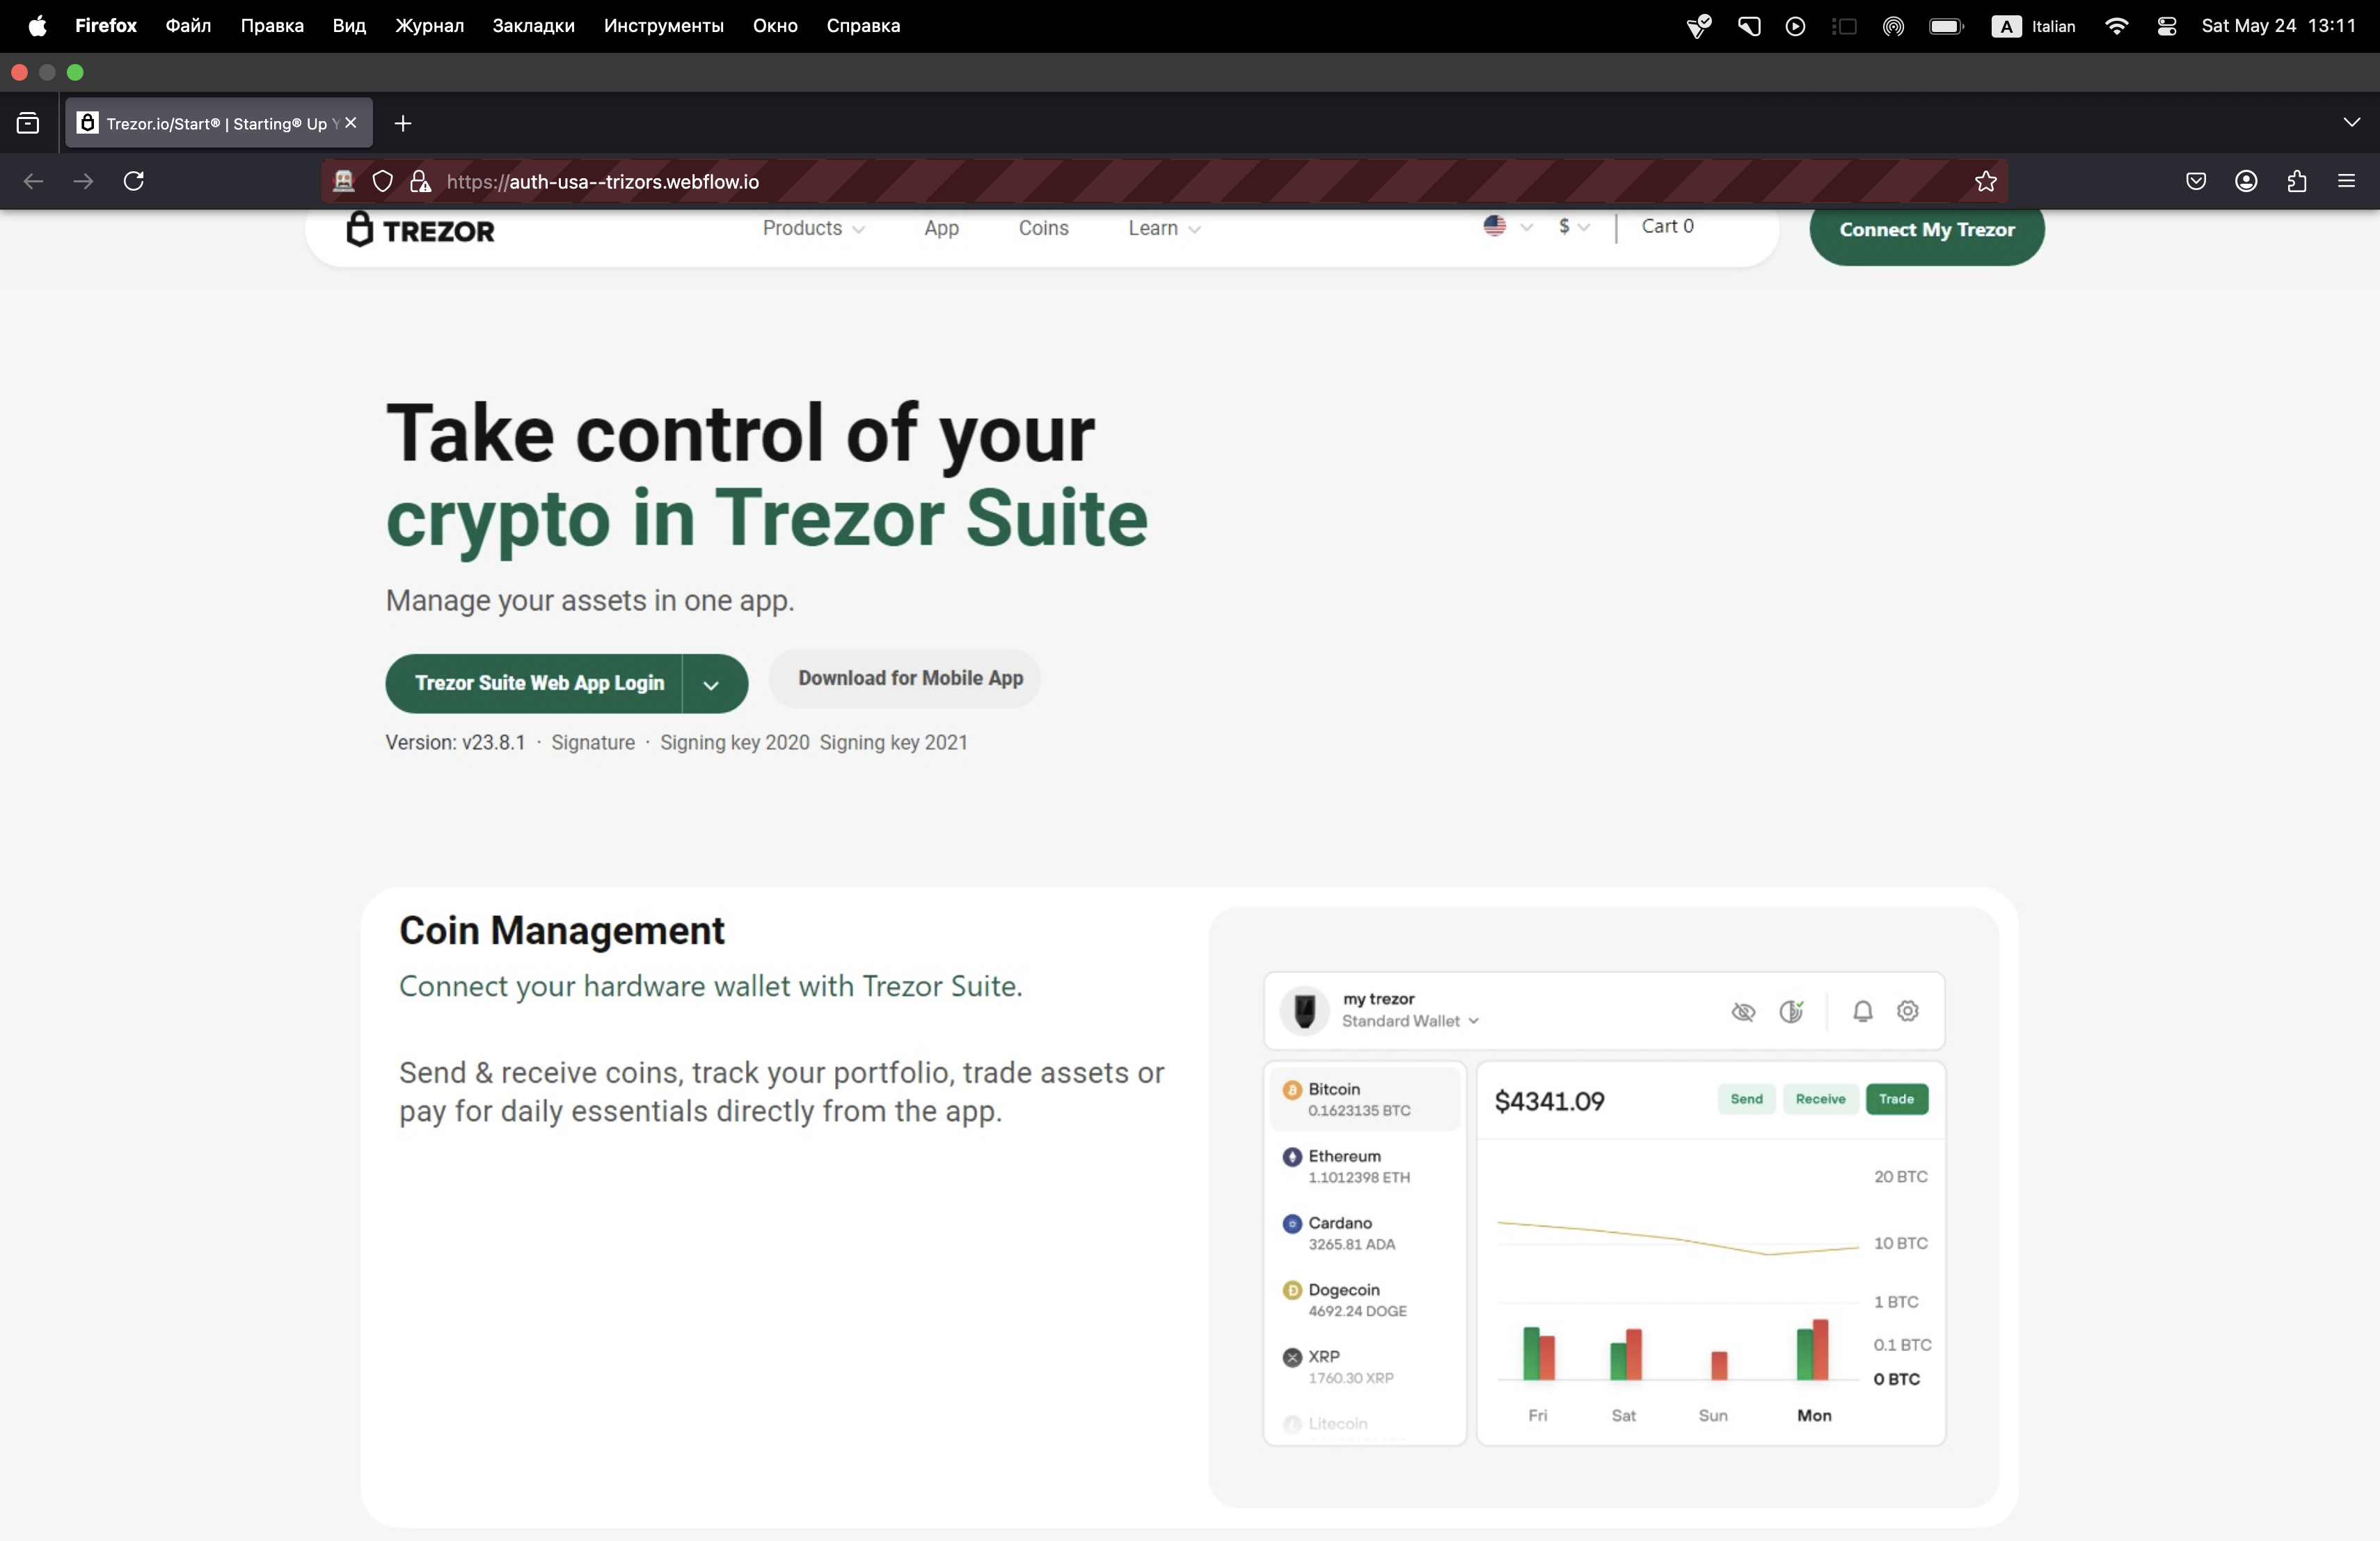 Firefox Файл Правка Вид Журнал Закладки Инструменты Окно Справка A Italian Sat May 24 13:11
Trezor.io/Start® | Starting® Up
https://auth-usa--trizors.webflow.io
TREZOR Products App Coins Learn $ Cart 0 Connect My Trezor
Take control of your
crypto in Trezor Suite
Manage your assets in one app.
Trezor Suite Web App Login
Download for Mobile App
Version: v23.8.1 · Signature · Signing key 2020 Signing key 2021
Coin Management
Connect your hardware wallet with Trezor Suite.
Send & receive coins, track your portfolio, trade assets or
pay for daily essentials directly from the app.
my trezor
Standard Wallet
Bitcoin
0.1623135 BTC
Ethereum
1.1012398 ETH
Cardano
3265.81 ADA
Dogecoin
4692.24 DOGE
XRP
1760.30 XRP
Litecoin
$4341.09
Send Receive Trade
20 BTC
10 BTC
1 BTC
0.1 BTC
0 BTC
Fri Sat Sun Mon